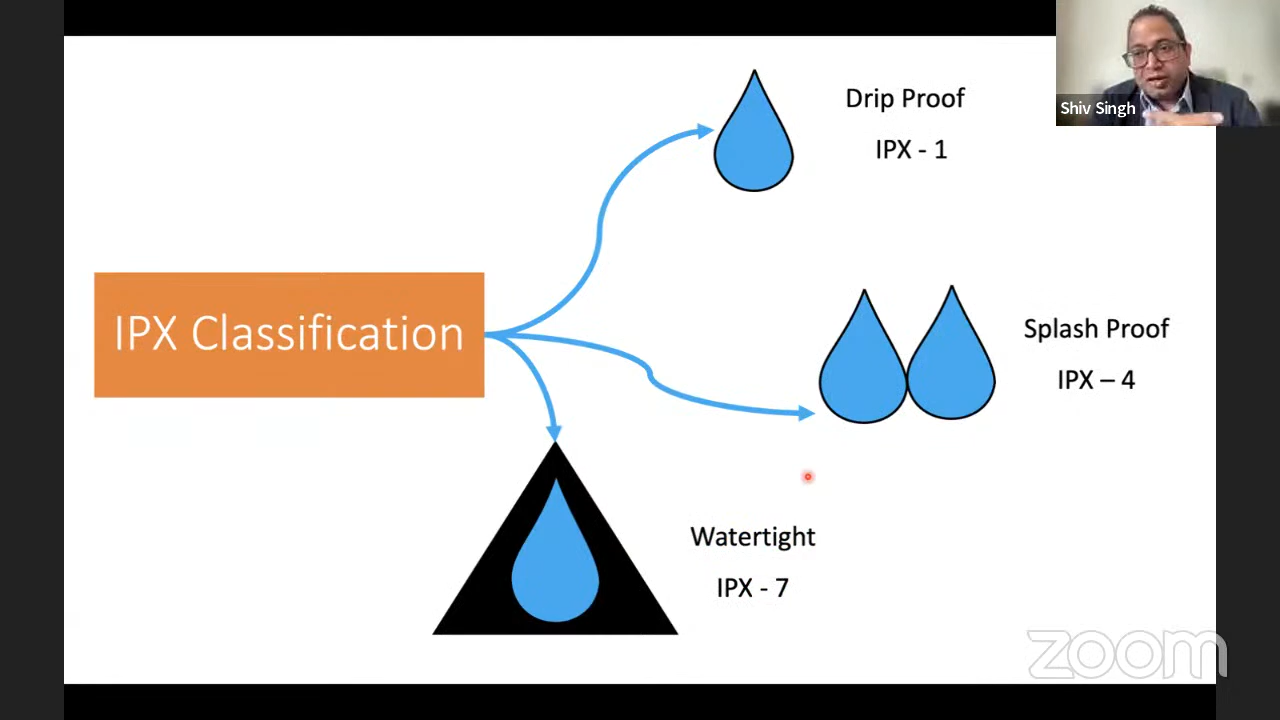 Drip Proof
IPX - 1
Shiv Singh
IPX Classification
Splash Proof
IPX – 4
Watertight
IPX - 7
zoom